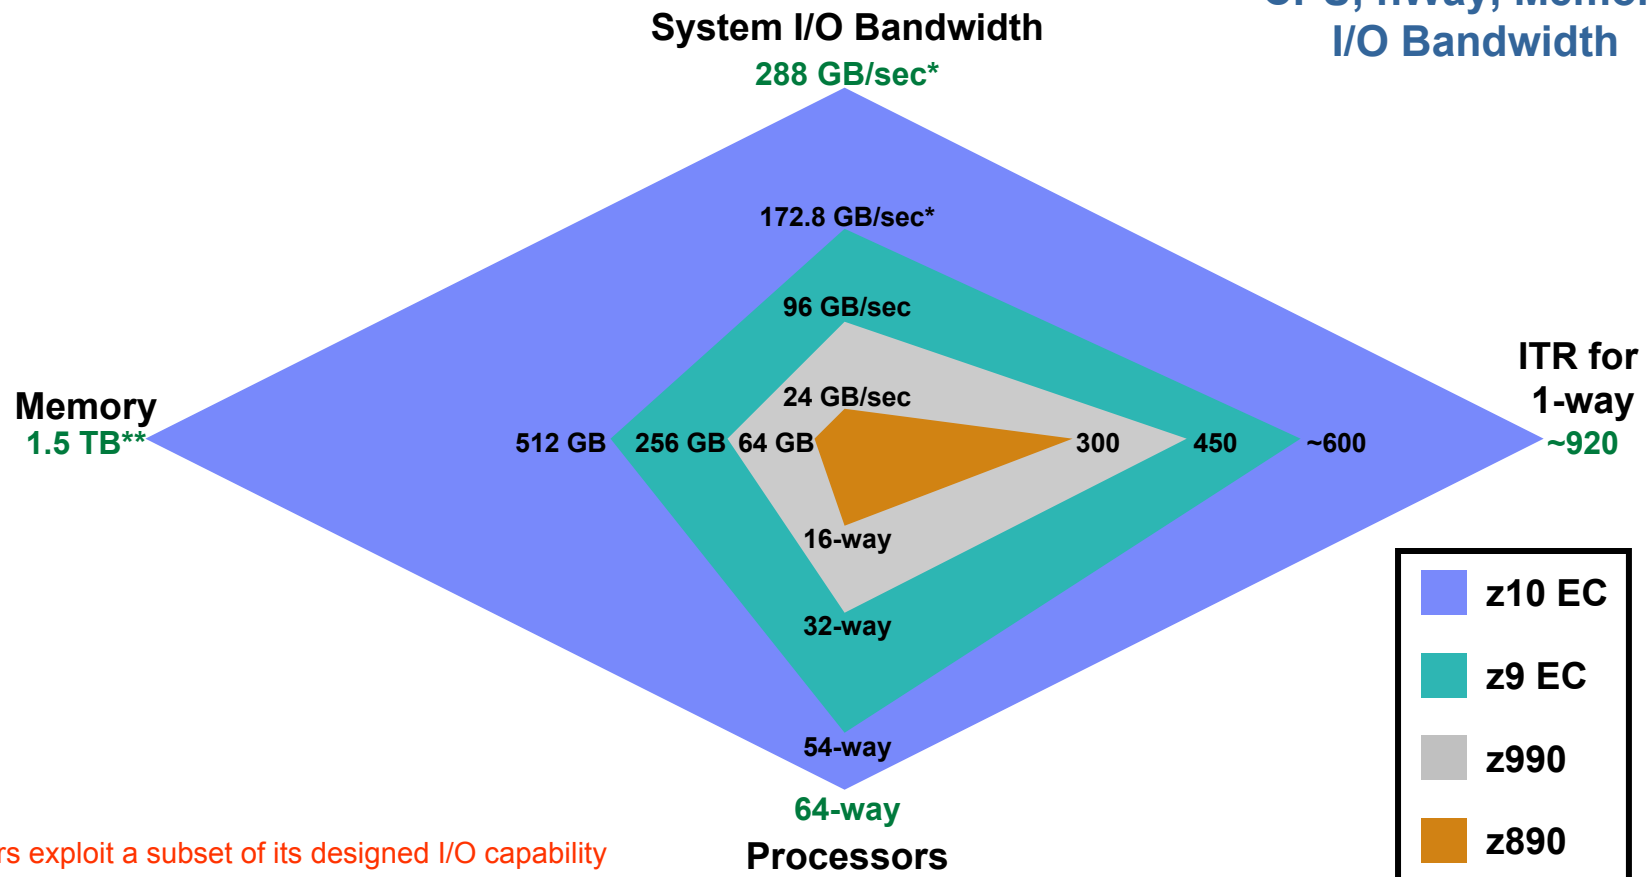 I/O Bandwidth
System I/O Bandwidth
288 GB/sec*
172.8 GB/sec*
96 GB/sec
24 GB/sec
ITR for
1-way
~920
Memory
1.5 TB**
512 GB 256 GB 64 GB 300 450 ~600
16-way
32-way
54-way
64-way
Processors
z10 EC
z9 EC
z990
z890
exploit a subset of its designed I/O capability